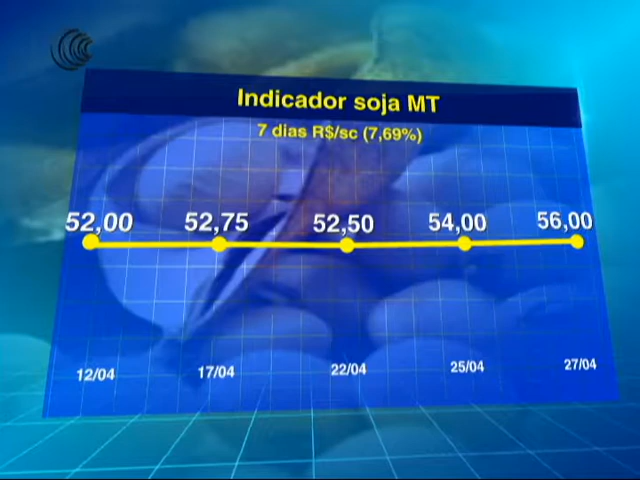 Indicador soja MT
7 dias R$/sc (7,69%)
52,00 52,75 52,50 54,00 56,00
12/04 17/04 22/04 25/04 27/04